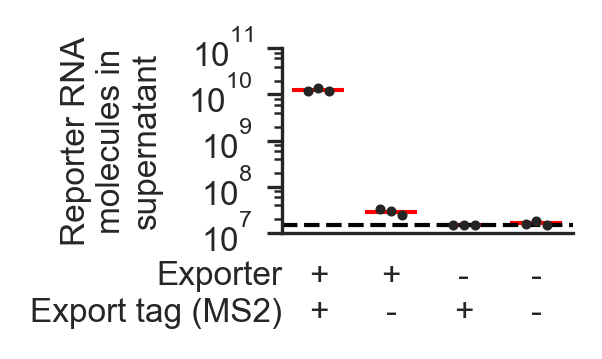 Reporter RNA
molecules in
supernatant
10^11
10^10
10^9
10^8
10^7
Exporter + + - -
Export tag (MS2) + - + -